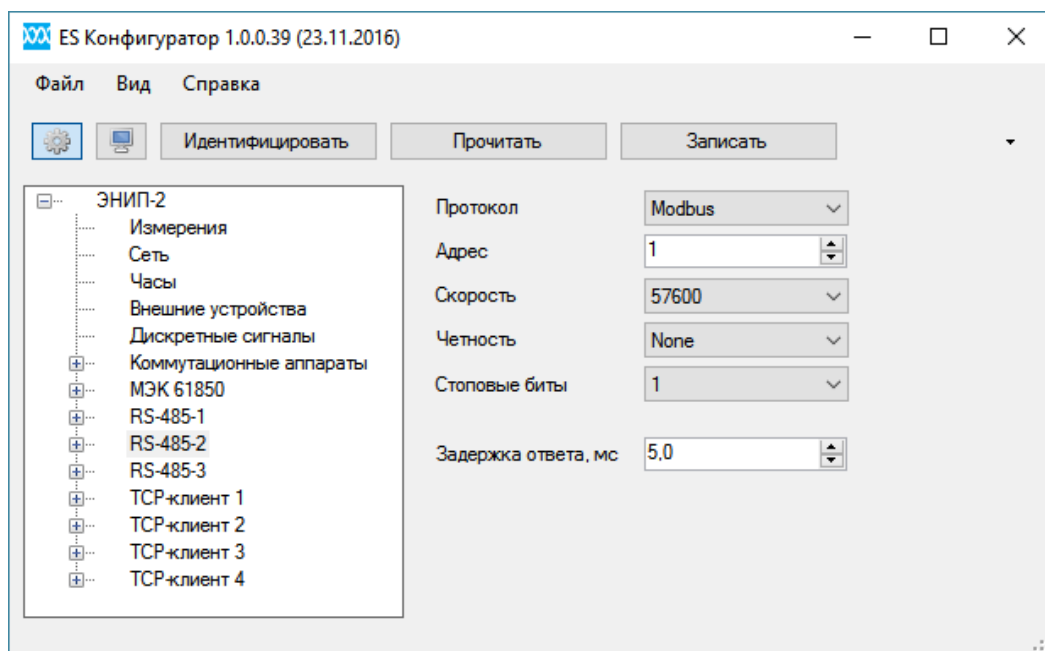 ES Конфигуратор 1.0.0.39 (23.11.2016)
Файл Вид Справка
Идентифицировать Прочитать Записать
ЭНИП-2
Измерения
Сеть
Часы
Внешние устройства
Дискретные сигналы
Коммутационные аппараты
МЭК 61850
RS-485-1
RS-485-2
RS-485-3
TCP-клиент 1
TCP-клиент 2
TCP-клиент 3
TCP-клиент 4
Протокол Modbus
Адрес 1
Скорость 57600
Четность None
Стоповые биты 1
Задержка ответа, мс 5,0